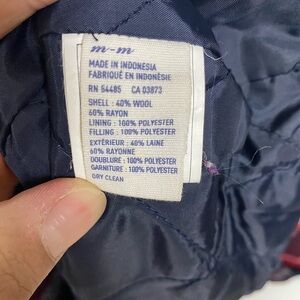 m-m
MADE IN INDONESIA
FABRIQUÉ EN INDONÉSIE
RN 54485 CA 03873
SHELL : 40% WOOL
60% RAYON
LINING : 100% POLYESTER
FILLING : 100% POLYESTER
EXTÉRIEUR : 40% LAINE
60% RAYONNE
DOUBLURE : 100% POLYESTER
GARNITURE : 100% POLYESTER
DRY CLEAN